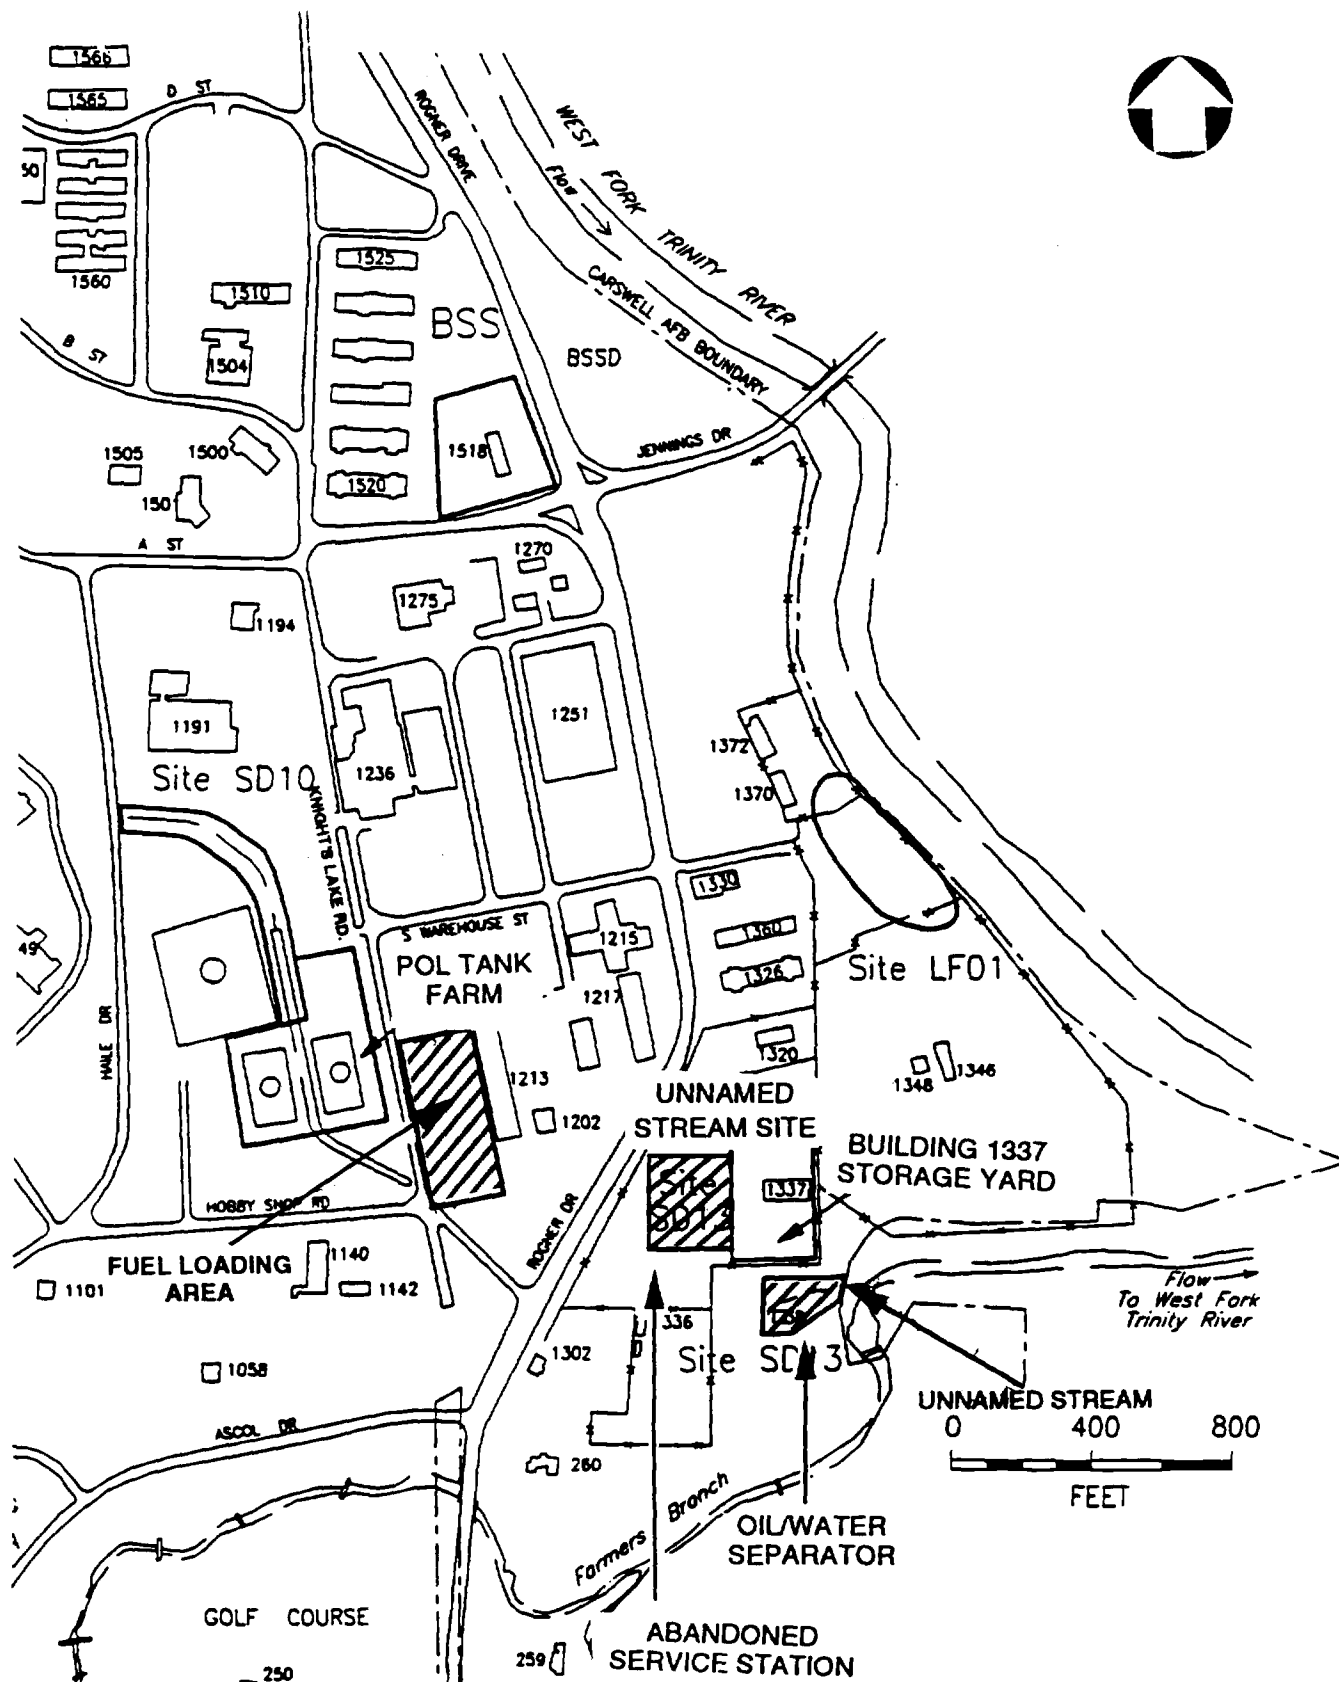 1566
1565
D ST
ROGNER DRIVE
WEST FORK TRINITY RIVER
Flow
50
1560
1525
1510
BSS
CARSWELL AFB BOUNDARY
B ST
1504
BSSD
1518
JENNINGS DR
1505
1500
150
1520
A ST
1270
1275
1194
1191
1251
1236
1372
Site SD10
1370
KNIGHT'S LAKE RD.
1330
S WAREHOUSE ST
1215
1360
49
POL TANK
FARM
1326
Site LF01
1217
HAILE DR
1320
1213
1348
1346
1202
UNNAMED
STREAM SITE
BUILDING 1337
STORAGE YARD
Site
1337
HOBBY SHOP RD
ROGNER DR
FUEL LOADING
AREA
1140
1101
1142
Flow
To West Fork
Trinity River
336
1302
Site SD13
1058
UNNAMED STREAM
0 400 800
FEET
ASCOL DR
260
Farmers Branch
OIL/WATER
SEPARATOR
GOLF COURSE
ABANDONED
SERVICE STATION
259
250